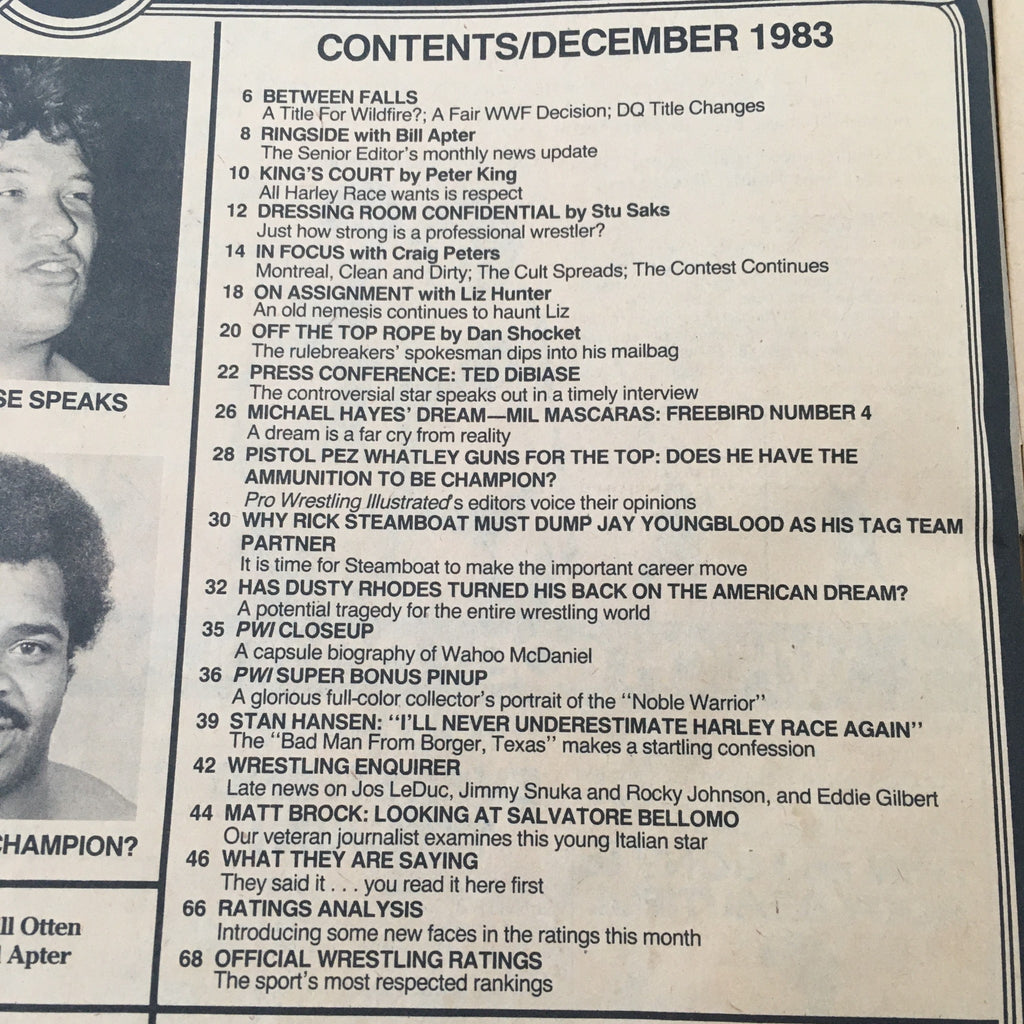 CONTENTS/DECEMBER 1983
6 BETWEEN FALLS
A Title For Wildfire?; A Fair WWF Decision; DQ Title Changes
8 RINGSIDE with Bill Apter
The Senior Editor's monthly news update
10 KING'S COURT by Peter King
All Harley Race wants is respect
12 DRESSING ROOM CONFIDENTIAL by Stu Saks
Just how strong is a professional wrestler?
14 IN FOCUS with Craig Peters
Montreal, Clean and Dirty; The Cult Spreads; The Contest Continues
18 ON ASSIGNMENT with Liz Hunter
An old nemesis continues to haunt Liz
20 OFF THE TOP ROPE by Dan Shocket
The rulebreakers' spokesman dips into his mailbag
22 PRESS CONFERENCE: TED DiBIASE
The controversial star speaks out in a timely interview
26 MICHAEL HAYES' DREAM—MIL MASCARAS: FREEBIRD NUMBER 4
A dream is a far cry from reality
28 PISTOL PEZ WHATLEY GUNS FOR THE TOP: DOES HE HAVE THE
AMMUNITION TO BE CHAMPION?
Pro Wrestling Illustrated's editors voice their opinions
30 WHY RICK STEAMBOAT MUST DUMP JAY YOUNGBLOOD AS HIS TAG TEAM
PARTNER
It is time for Steamboat to make the important career move
32 HAS DUSTY RHODES TURNED HIS BACK ON THE AMERICAN DREAM?
A potential tragedy for the entire wrestling world
35 PWI CLOSEUP
A capsule biography of Wahoo McDaniel
36 PWI SUPER BONUS PINUP
A glorious full-color collector's portrait of the "Noble Warrior"
39 STAN HANSEN: "I'LL NEVER UNDERESTIMATE HARLEY RACE AGAIN"
The "Bad Man From Borger, Texas" makes a startling confession
42 WRESTLING ENQUIRER
Late news on Jos LeDuc, Jimmy Snuka and Rocky Johnson, and Eddie Gilbert
44 MATT BROCK: LOOKING AT SALVATORE BELLOMO
Our veteran journalist examines this young Italian star
46 WHAT THEY ARE SAYING
They said it . . . you read it here first
66 RATINGS ANALYSIS
Introducing some new faces in the ratings this month
68 OFFICIAL WRESTLING RATINGS
The sport's most respected rankings
SE SPEAKS
CHAMPION?
ll Otten
Apter